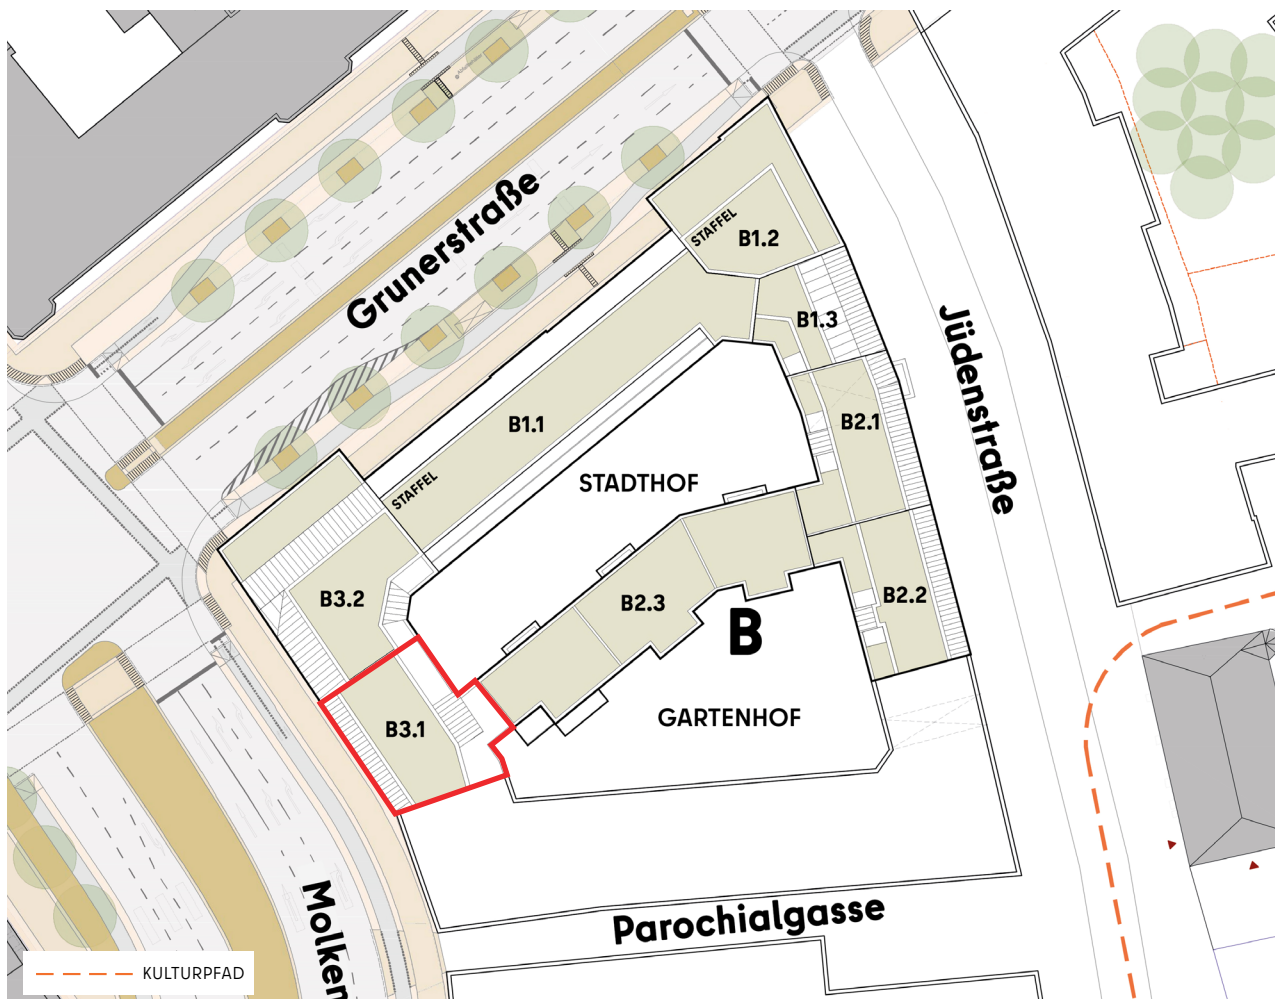 Grunerstraße
STAFFEL
B1.2
B1.3
Jüdenstraße
B1.1
B2.1
STADTHOF
STAFFEL
B3.2
B2.3
B2.2
B
GARTENHOF
B3.1
Parochialgasse
Molken
KULTURPFAD